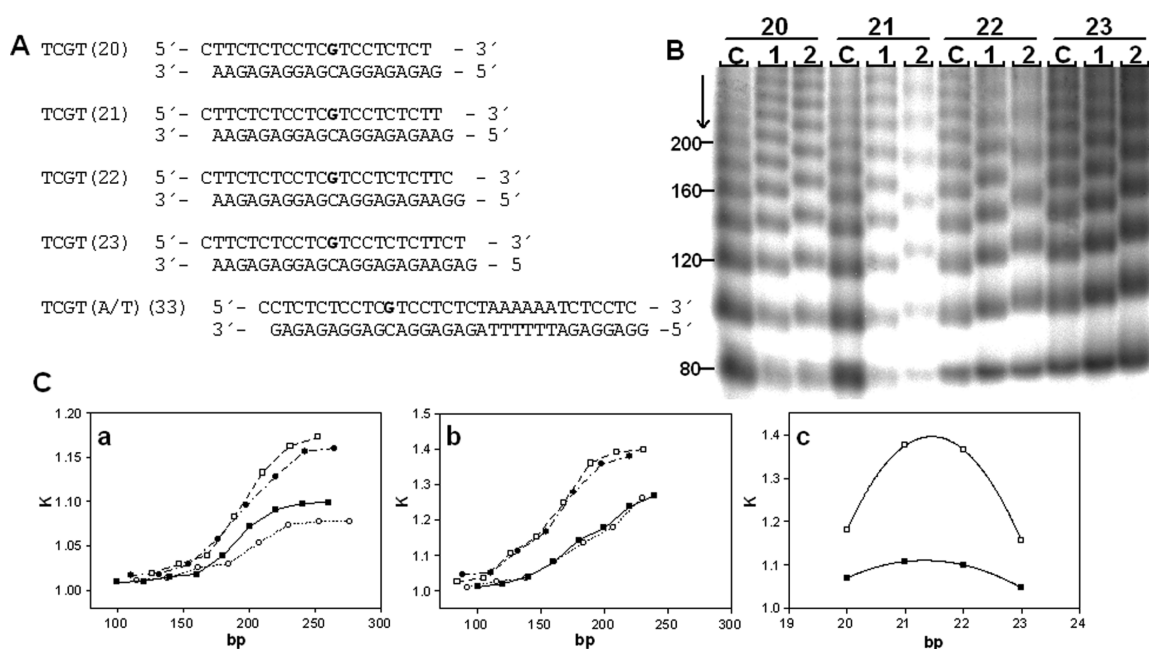 A
TCGT(20) 5´- CTTCTCTCCTCGTCCTCTCT - 3´
3´- AAGAGAGGAGCAGGAGAGAG - 5´
TCGT(21) 5´- CTTCTCTCCTCGTCCTCTCTT - 3´
3´- AAGAGAGGAGCAGGAGAGAAG - 5´
TCGT(22) 5´- CTTCTCTCCTCGTCCTCTCTTC - 3´
3´- AAGAGAGGAGCAGGAGAGAAGG - 5´
TCGT(23) 5´- CTTCTCTCCTCGTCCTCTCTTCT - 3´
3´- AAGAGAGGAGCAGGAGAGAAGAG - 5
TCGT(A/T)(33) 5´- CCTCTCTCCTCGTCCTCTCTAAAAAATCTCCTC - 3´
3´- GAGAGAGGAGCAGGAGAGATTTTTTAGAGGAGG -5´
B
20 21 22 23
C 1 2 C 1 2 C 1 2 C 1 2
200
160
120
80
C
a
1.20
1.15
1.10
1.05
1.00
K
100 150 200 250 300
bp
b
1.5
1.4
1.3
1.2
1.1
1.0
K
100 150 200 250 300
bp
c
1.4
1.3
1.2
1.1
1.0
K
19 20 21 22 23 24
bp